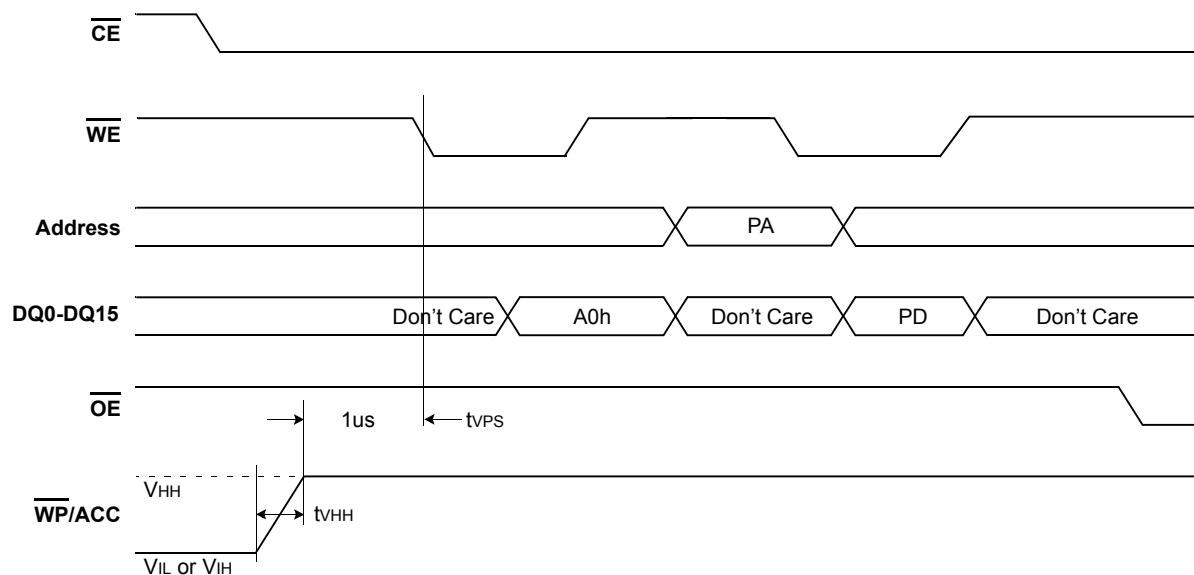 CE
WE
Address
PA
DQ0-DQ15
Don't Care
A0h
Don't Care
PD
Don't Care
OE
1us
tVPS
VHH
WP/ACC
tVHH
VIL or VIH